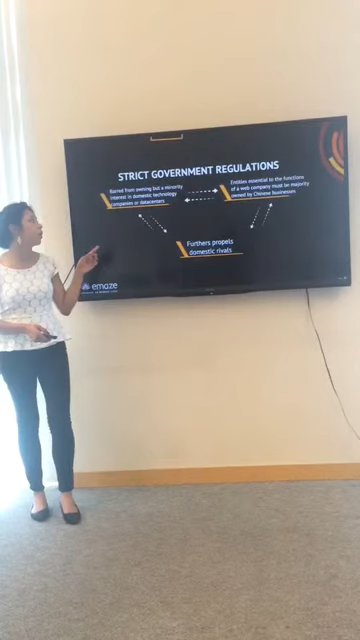 STRICT GOVERNMENT REGULATIONS
Barred from owning but a minority
interest in domestic technology
companies or datacenters
Entities essential to the functions
of a web company must be majority
owned by Chinese businesses
Furthers propels
domestic rivals
emaze